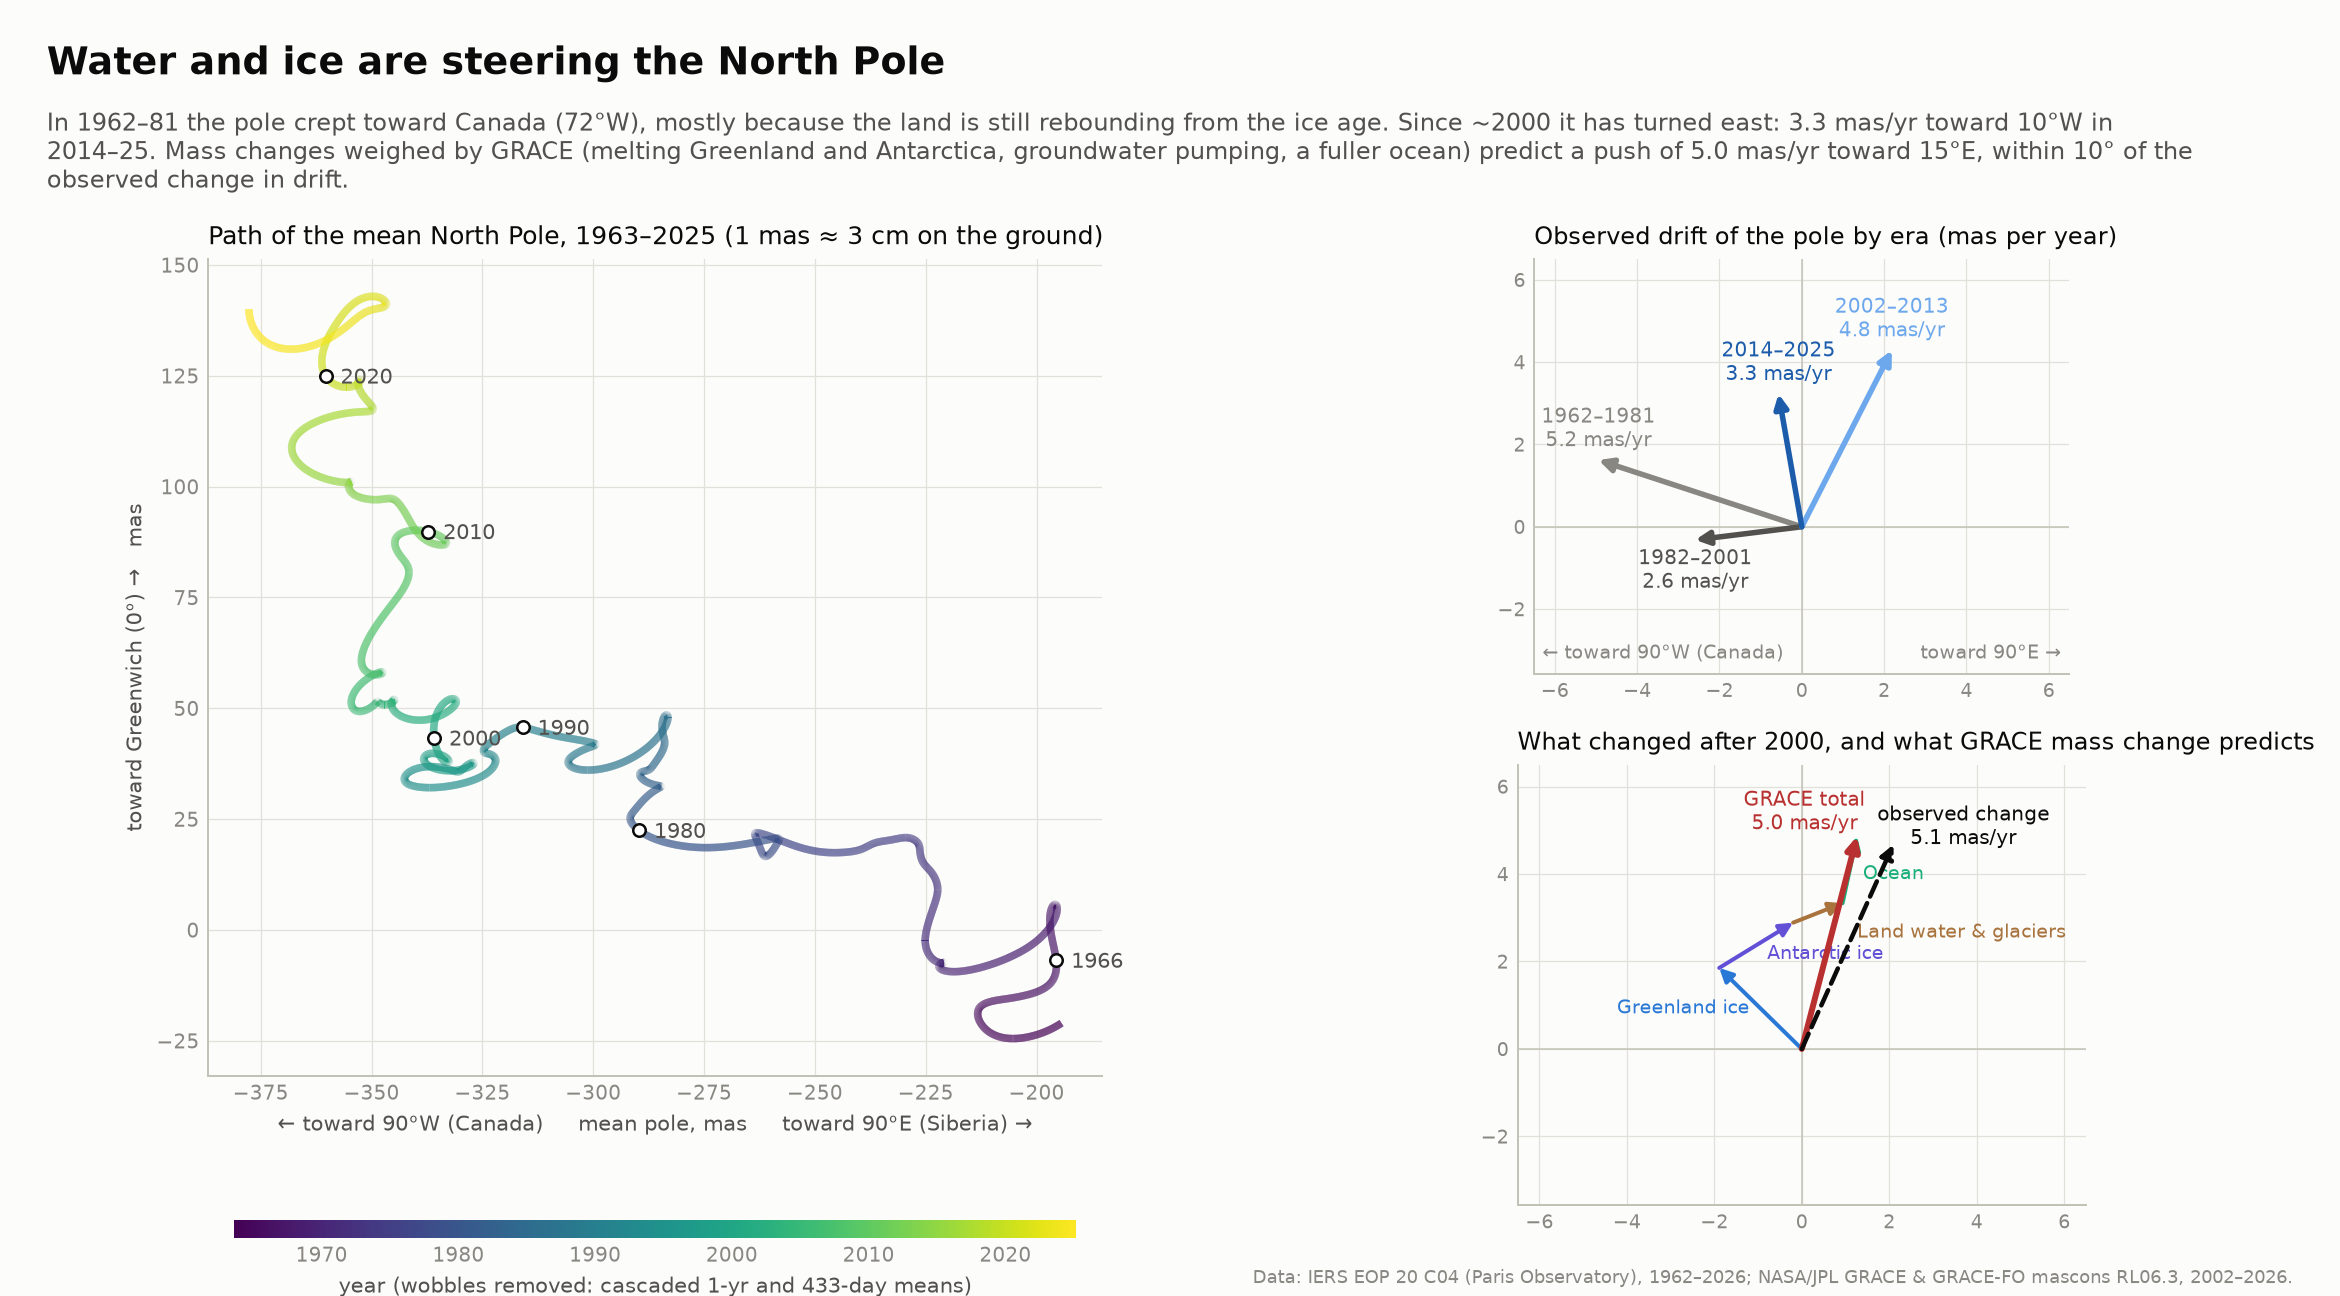 Water and ice are steering the North Pole
In 1962–81 the pole crept toward Canada (72°W), mostly because the land is still rebounding from the ice age. Since ~2000 it has turned east: 3.3 mas/yr toward 10°W in
2014–25. Mass changes weighed by GRACE (melting Greenland and Antarctica, groundwater pumping, a fuller ocean) predict a push of 5.0 mas/yr toward 15°E, within 10° of the
observed change in drift.
Path of the mean North Pole, 1963–2025 (1 mas ≈ 3 cm on the ground)
toward Greenwich (0°) → mas
150
125
100
75
50
25
0
−25
2020
2010
2000
1990
1980
1966
−375 −350 −325 −300 −275 −250 −225 −200
← toward 90°W (Canada) mean pole, mas toward 90°E (Siberia) →
1970 1980 1990 2000 2010 2020
year (wobbles removed: cascaded 1-yr and 433-day means)
Observed drift of the pole by era (mas per year)
6
4
2
0
−2
2002–2013
4.8 mas/yr
2014–2025
3.3 mas/yr
1962–1981
5.2 mas/yr
1982–2001
2.6 mas/yr
← toward 90°W (Canada) toward 90°E →
−6 −4 −2 0 2 4 6
What changed after 2000, and what GRACE mass change predicts
6
4
2
0
−2
GRACE total
5.0 mas/yr
observed change
5.1 mas/yr
Ocean
Land water & glaciers
Antarctic ice
Greenland ice
−6 −4 −2 0 2 4 6
Data: IERS EOP 20 C04 (Paris Observatory), 1962–2026; NASA/JPL GRACE & GRACE-FO mascons RL06.3, 2002–2026.